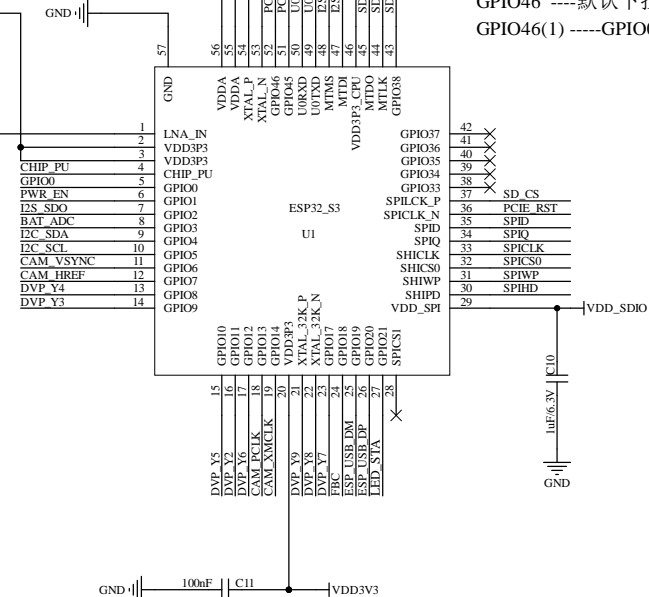 GPIO46 ----默认下拉
GPIO46(1) -----GPIO0
GND
57
56
55
54
53
52
51
50
49
48
47
46
45
44
43
GND
VDDA
VDDA
XTAL_P
XTAL_N
GPIO46
GPIO45
U0RXD
U0TXD
MTMS
MTDI
VDD3P3_CPU
MTDO
MTLK
GPIO38
1 LNA_IN
2 VDD3P3
3 VDD3P3
CHIP_PU 4 CHIP_PU
GPIO0 5 GPIO0
PWR_EN 6 GPIO1
I2S_SDO 7 GPIO2
BAT_ADC 8 GPIO3
I2C_SDA 9 GPIO4
I2C_SCL 10 GPIO5
CAM_VSYNC 11 GPIO6
CAM_HREF 12 GPIO7
DVP_Y4 13 GPIO8
DVP_Y3 14 GPIO9
ESP32_S3
U1
GPIO37 42
GPIO36 41
GPIO35 40
GPIO34 39
GPIO33 38
SPILCK_P 37 SD_CS
SPICLK_N 36 PCIE_RST
SPID 35 SPID
SPIQ 34 SPIQ
SHICLK 33 SPICLK
SHICS0 32 SPICS0
SHIWP 31 SPIWP
SHIPD 30 SPIHD
VDD_SPI 29
VDD_SDIO
GPIO10 15 DVP_Y5
GPIO11 16 DVP_Y2
GPIO12 17 DVP_Y6
GPIO13 18 CAM_PCLK
GPIO14 19 CAM_XMCLK
VDD3P3 20
XTAL_32K_P 21 DVP_Y9
XTAL_32K_N 22 DVP_Y8
GPIO17 23 DVP_Y7
GPIO18 24 FBC
GPIO19 25 ESP_USB_DM
GPIO20 26 ESP_USB_DP
GPIO21 27 LED_STA
SPICS1 28
C10
1uF/6.3V
GND
GND 100nF C11 VDD3V3